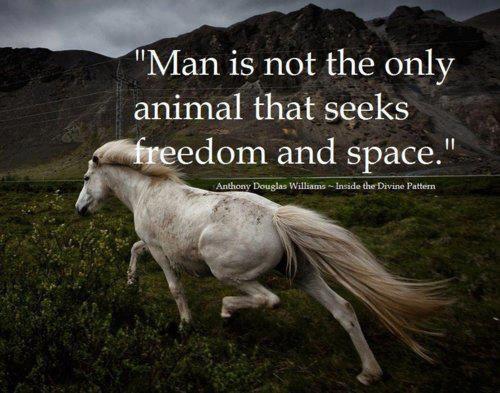 "Man is not the only
animal that seeks
freedom and space."
Anthony Douglas Williams ~ Inside the Divine Pattern